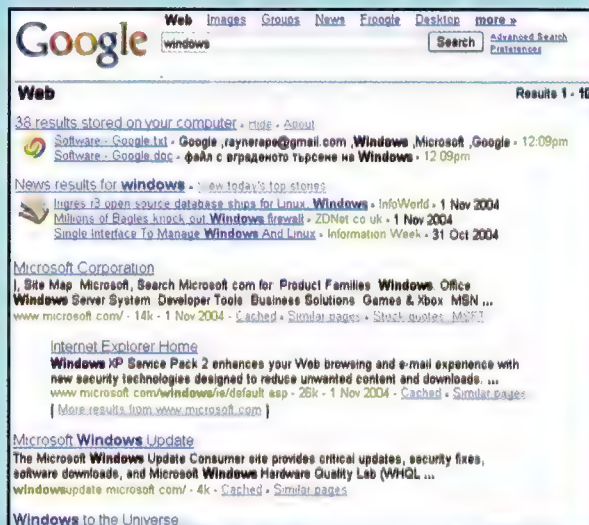 Google
Web Images Groups News Froogle Desktop more »
windows
Search
Advanced Search
Preferences
Web
Results 1 - 10
38 results stored on your computer - Hide - About
Software - Google.txt - Google ,raynerape@gmail.com ,Windows ,Microsoft ,Google - 12:09pm
Software - Google.doc - файл с вграденото търсене на Windows - 12:09pm
News results for windows - View today's top stories
Ingres r3 open source database ships for Linux, Windows - InfoWorld - 1 Nov 2004
Millions of Eagles knock out Windows firewall - ZDNet co uk - 1 Nov 2004
Single Interface To Manage Windows And Linux - Information Week - 31 Oct 2004
Microsoft Corporation
|, Site Map Microsoft, Search Microsoft com for Product Families Windows Office
Windows Server System Developer Tools Business Solutions Games & Xbox MSN ...
www microsoft com/ - 14k - 1 Nov 2004 - Cached - Similar pages - Stock quotes: MSFT
Internet Explorer Home
Windows XP Service Pack 2 enhances your Web browsing and e-mail experience with
new security technologies designed to reduce unwanted content and downloads. ...
www microsoft com/windows/ie/default asp - 26k - 1 Nov 2004 - Cached - Similar pages
[ More results from www.microsoft.com ]
Microsoft Windows Update
The Microsoft Windows Update Consumer site provides critical updates, security fixes,
software downloads, and Microsoft Windows Hardware Quality Lab (WHQL ...
windowsupdate microsoft com/ - 4k - Cached - Similar pages
Windows to the Universe